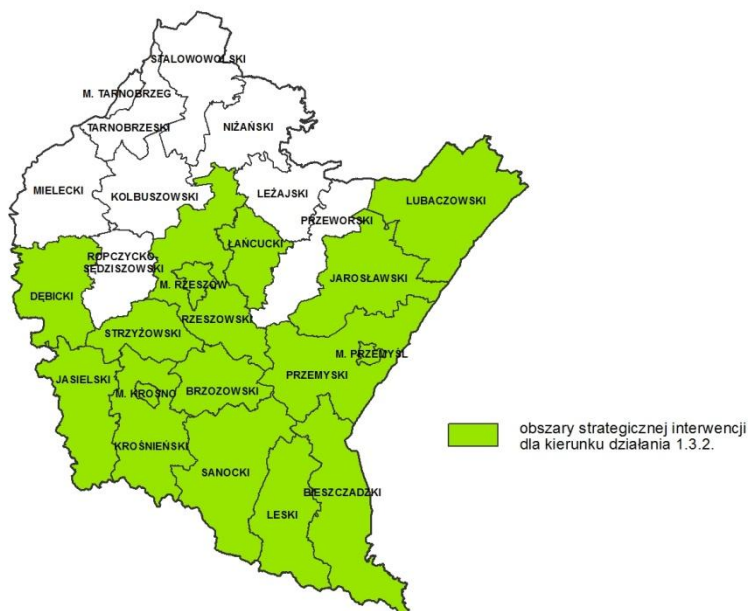 STALOWOWOLSKI
M. TARNOBRZEG
TARNOBRZESKI
NIŻAŃSKI
MIELECKI
KOLBUSZOWSKI
LEŻAJSKI
PRZEWORSKI
LUBACZOWSKI
ROPCZYCKO
SĘDZISZOWSKI
ŁAŃCUCKI
JAROSŁAWSKI
DĘBICKI
M. RZESZÓW
RZESZOWSKI
STRZYŻOWSKI
M. PRZEMYŚL
JASIELSKI
M. KROSNO
BRZOZOWSKI
PRZEMYSKI
KROŚNIEŃSKI
SANOCKI
LESKI
BIESZCZADZKI
obszary strategicznej interwencji
dla kierunku działania 1.3.2.